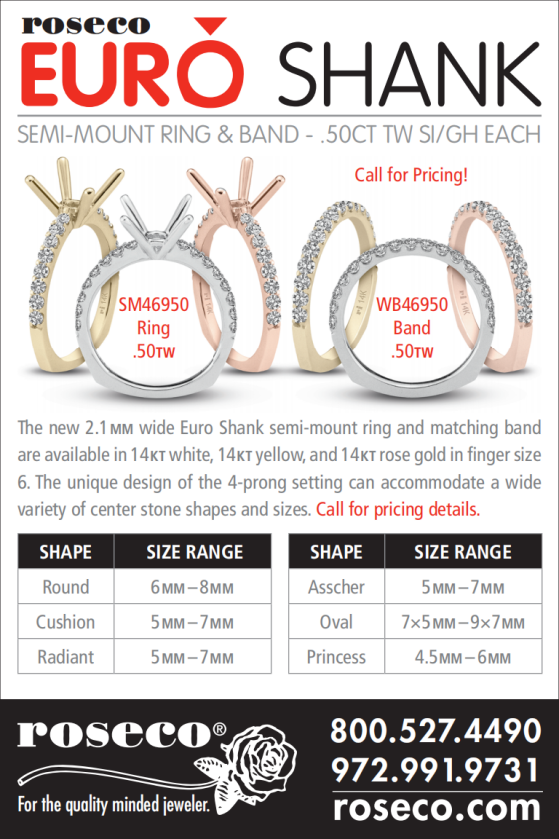 roseco
EURO SHANK
SEMI-MOUNT RING & BAND - .50CT TW SI/GH EACH
Call for Pricing!
SM46950
Ring
.50TW
WB46950
Band
.50TW
14K
14K
14K
14K
The new 2.1MM wide Euro Shank semi-mount ring and matching band
are available in 14KT white, 14KT yellow, and 14KT rose gold in finger size
6. The unique design of the 4-prong setting can accommodate a wide
variety of center stone shapes and sizes. Call for pricing details.
SHAPE SIZE RANGE
Round 6MM–8MM
Cushion 5MM–7MM
Radiant 5MM–7MM
SHAPE SIZE RANGE
Asscher 5MM–7MM
Oval 7×5MM–9×7MM
Princess 4.5MM–6MM
roseco®
For the quality minded jeweler.
800.527.4490
972.991.9731
roseco.com